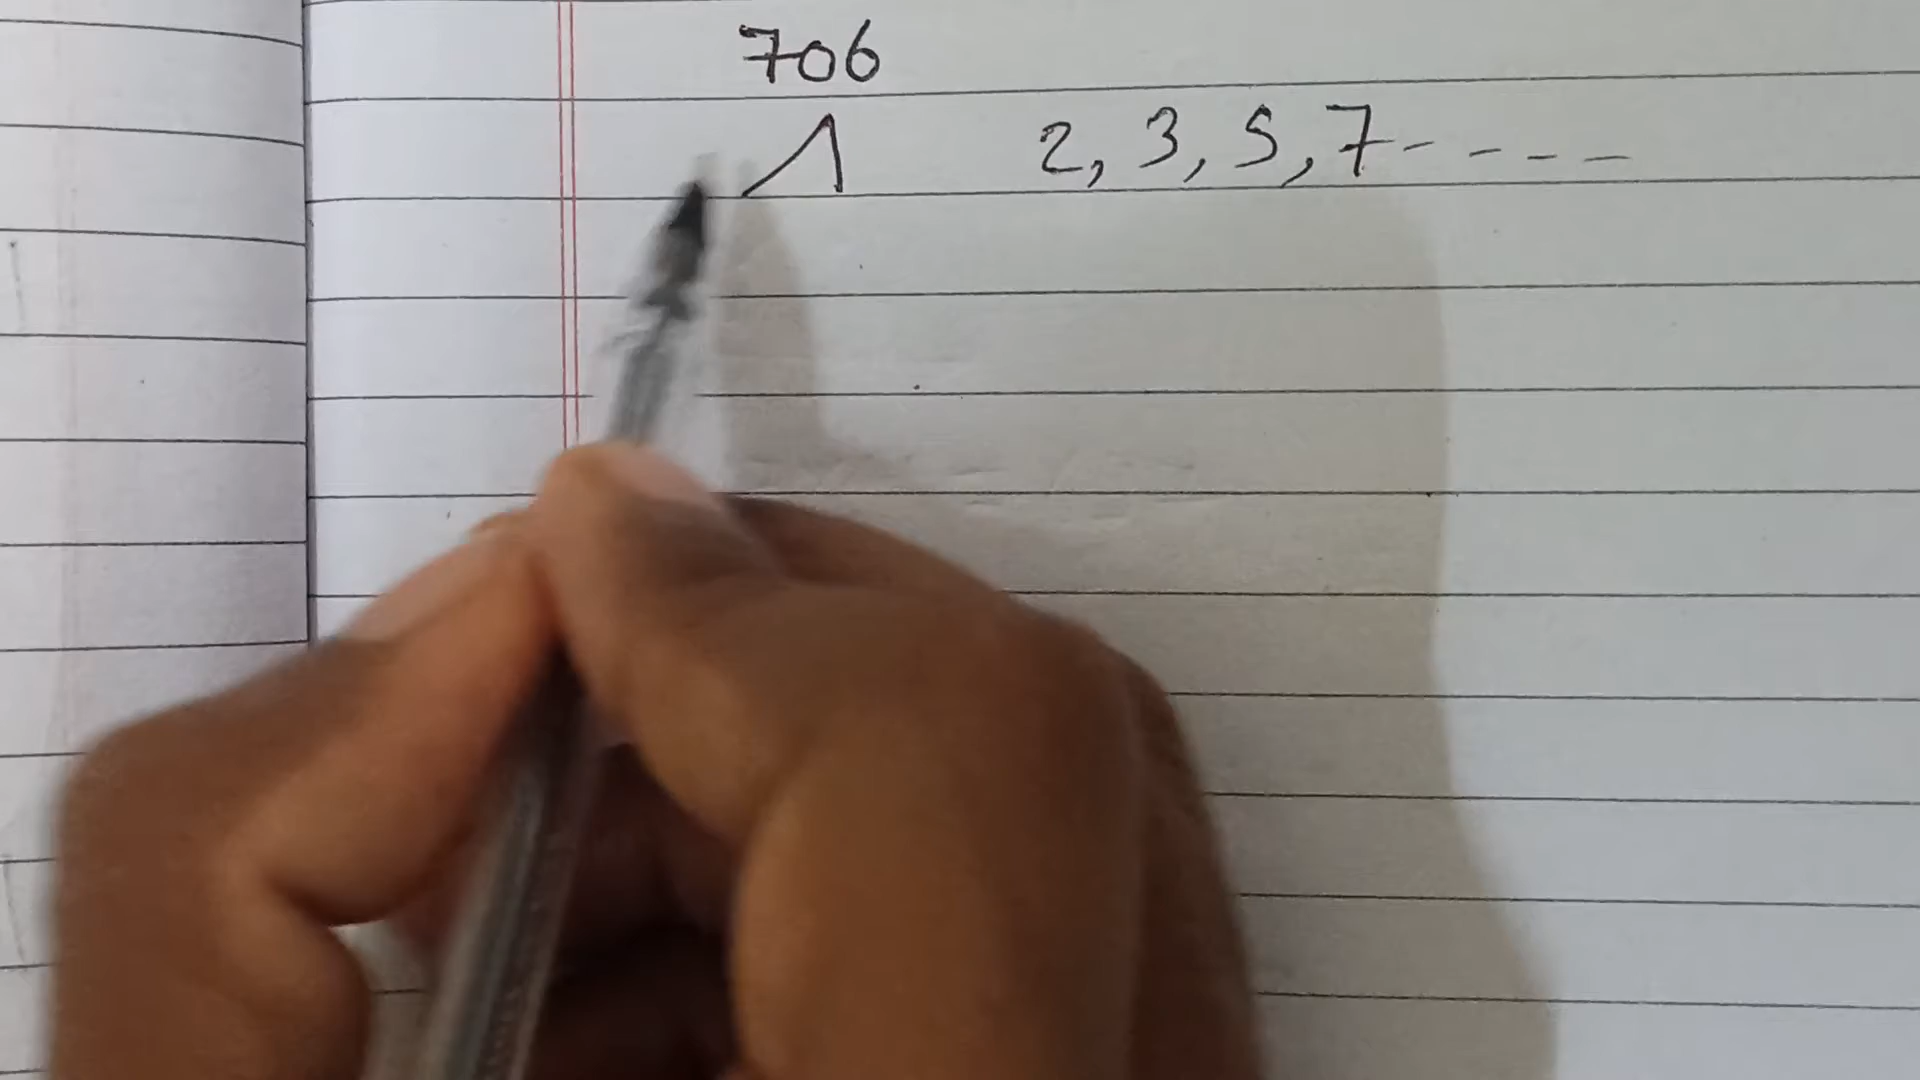 706
2, 3, 5, 7 - - - -